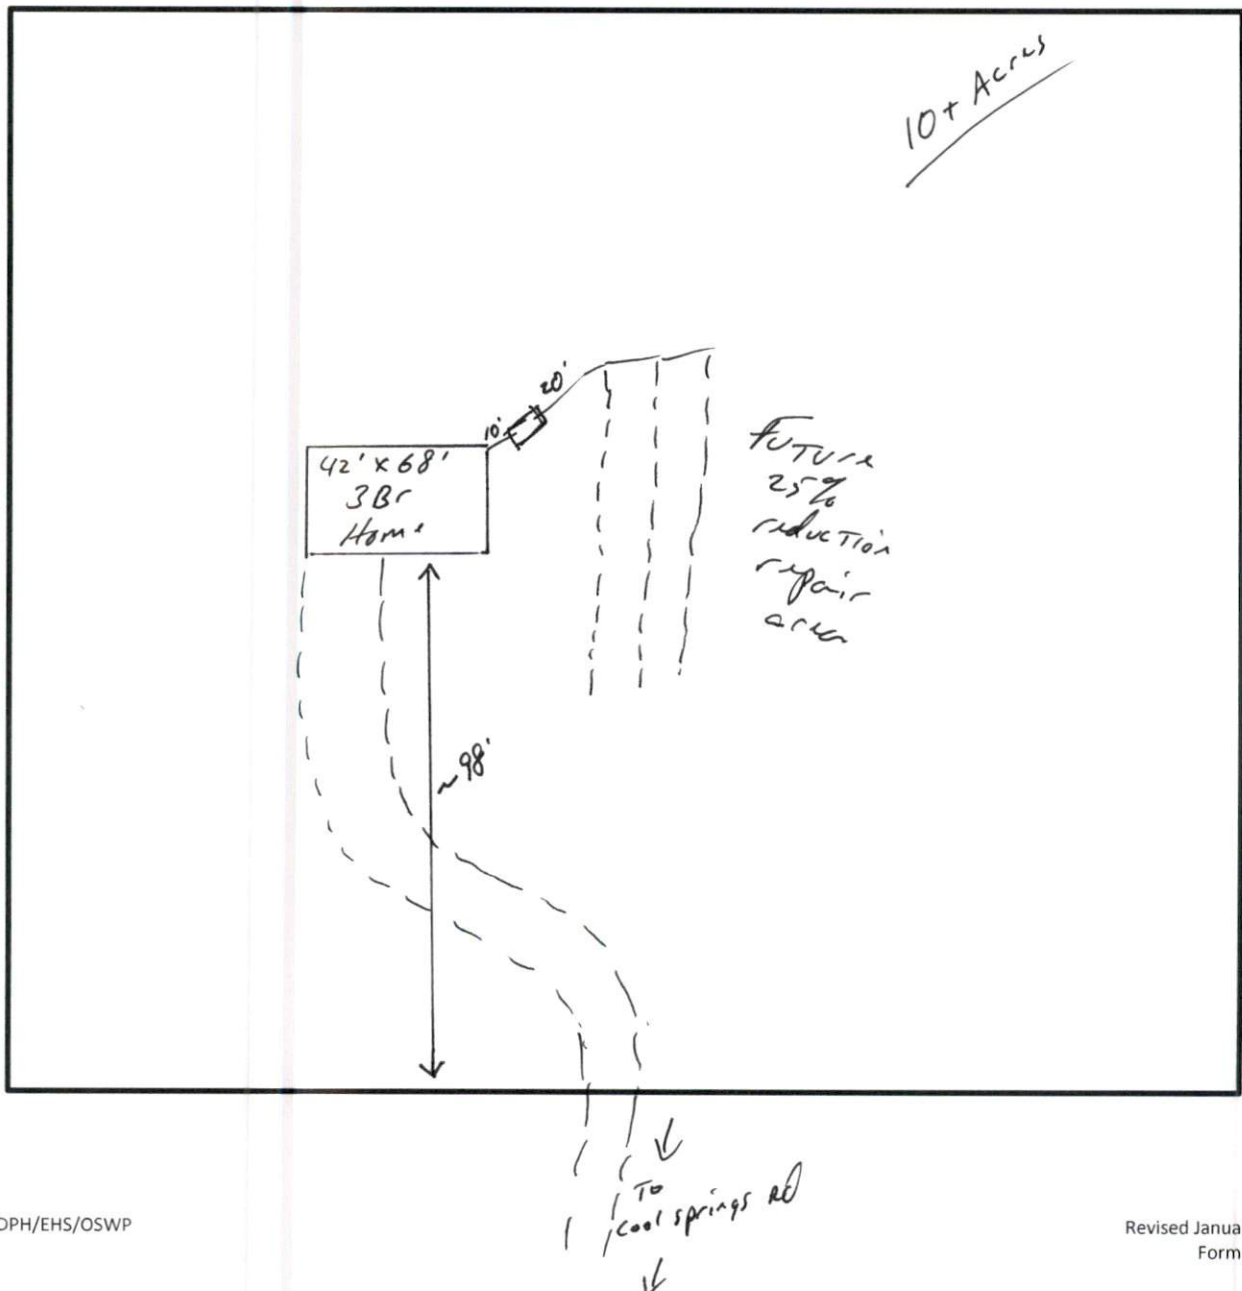 10+ Acres
20'
10'
42' x 68'
3Br
Home
Future
25%
reduction
repair
area
~98'
To
Cool springs Rd
DPH/EHS/OSWP
Revised Janua
Form